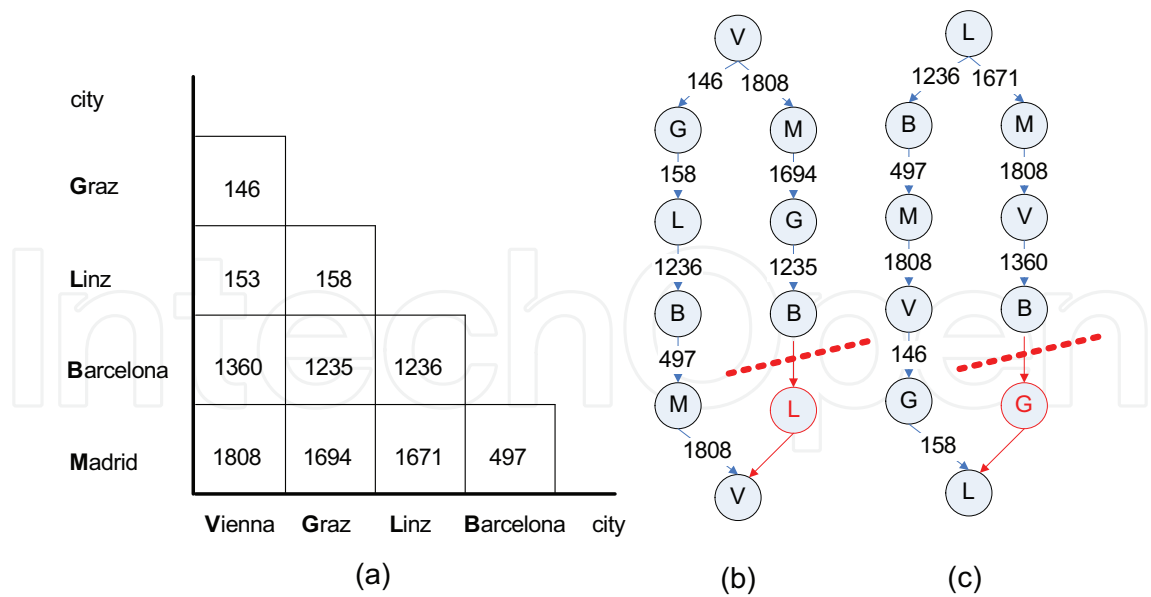 city
Graz
146
Linz
153 158
Barcelona
1360 1235 1236
Madrid
1808 1694 1671 497
Vienna Graz Linz Barcelona city
(a)
V
146 1808
G M
158 1694
L G
1236 1235
B B
497
M L
1808
V
(b)
L
1236 1671
B M
497 1808
M V
1808 1360
V B
146
G G
158
L
(c)
IntechOpen